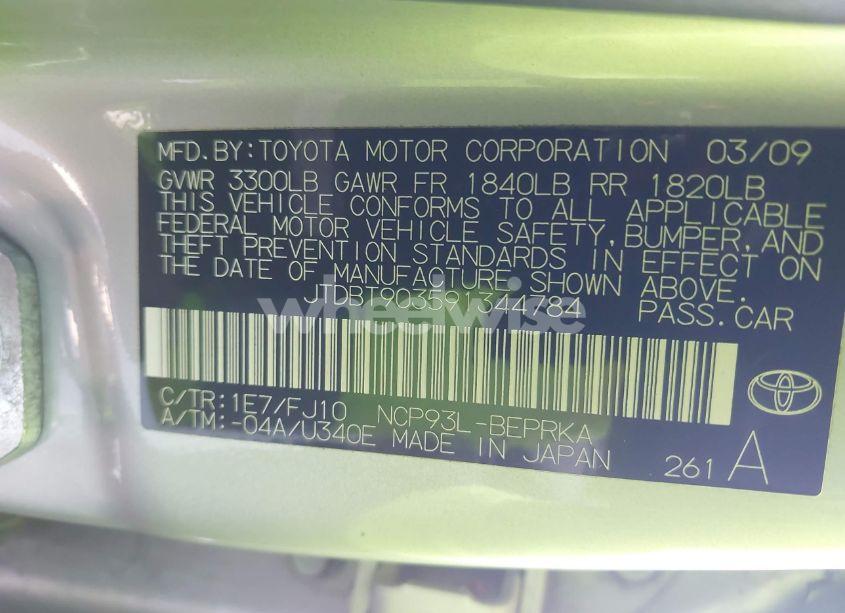 MFD.BY:TOYOTA MOTOR CORPORATION 03/09
GVWR 3300LB GAWR FR 1840LB RR 1820LB
THIS VEHICLE CONFORMS TO ALL APPLICABLE
FEDERAL MOTOR VEHICLE SAFETY,BUMPER,AND
THEFT PREVENTION STANDARDS IN EFFECT ON
THE DATE OF MANUFACTURE SHOWN ABOVE.
JTDBT903591344784 PASS.CAR
wheelwise
C/TR:1E7/FJ10 NCP93L-BEPRKA
A/TM:-04A/U340E MADE IN JAPAN 261 A